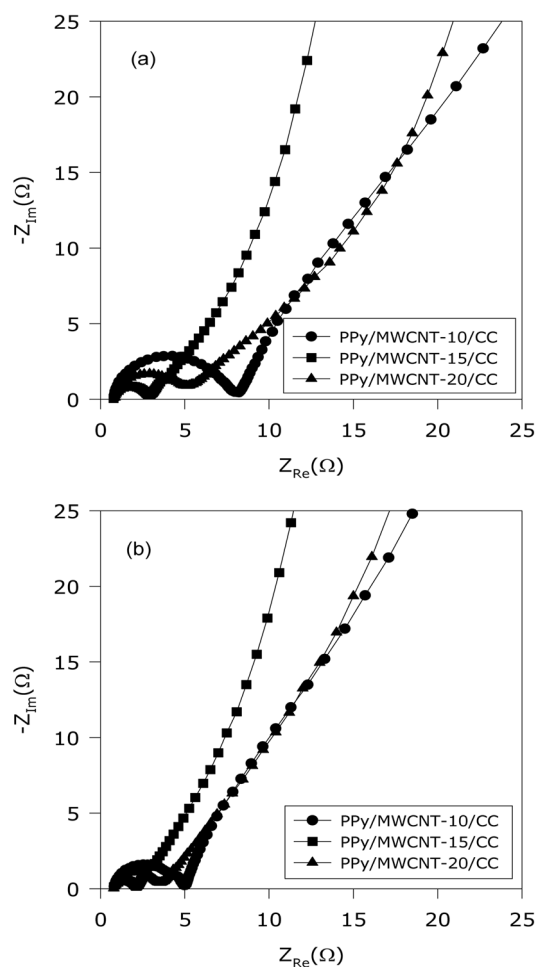 25
(a)
20
15
-Z_Im(Ω)
10
PPy/MWCNT-10/CC
5
PPy/MWCNT-15/CC
PPy/MWCNT-20/CC
0
0 5 10 15 20 25
Z_Re(Ω)
25
(b)
20
15
-Z_Im(Ω)
10
5
PPy/MWCNT-10/CC
PPy/MWCNT-15/CC
PPy/MWCNT-20/CC
0
0 5 10 15 20 25
Z_Re(Ω)